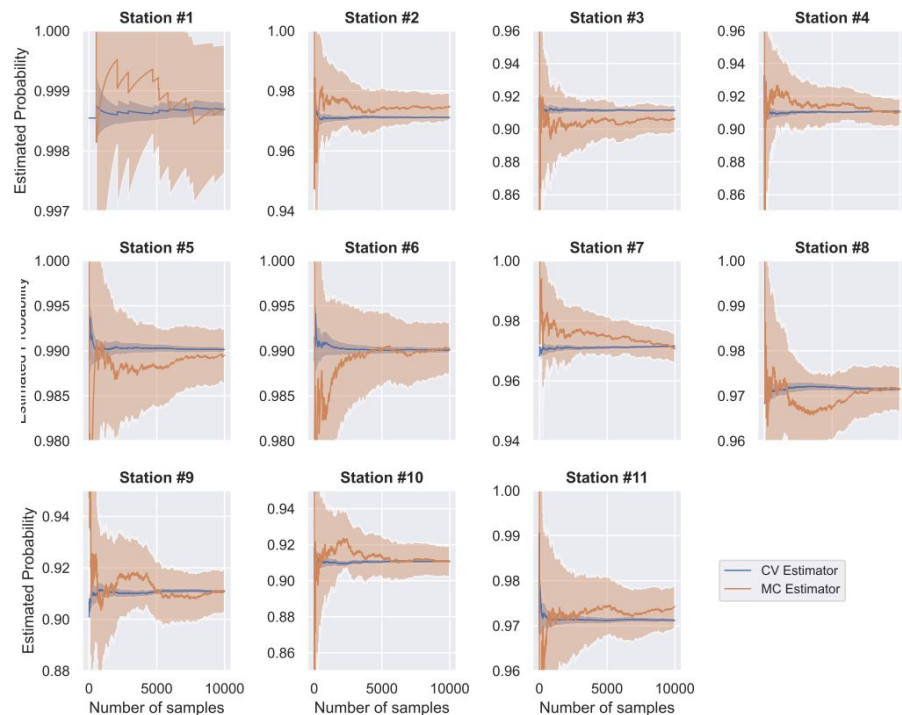 Station #1
Station #2
Station #3
Station #4
Estimated Probability
1.000
0.999
0.998
0.997
1.00
0.98
0.96
0.94
0.96
0.94
0.92
0.90
0.88
0.86
0.96
0.94
0.92
0.90
0.88
0.86
Station #5
Station #6
Station #7
Station #8
Estimated Probability
1.000
0.995
0.990
0.985
0.980
1.000
0.995
0.990
0.985
0.980
1.00
0.98
0.96
0.94
1.00
0.99
0.98
0.97
0.96
Station #9
Station #10
Station #11
Estimated Probability
0.94
0.92
0.90
0.88
0.94
0.92
0.90
0.88
0.86
1.00
0.99
0.98
0.97
0.96
CV Estimator
MC Estimator
0 5000 10000
0 5000 10000
0 5000 10000
Number of samples
Number of samples
Number of samples